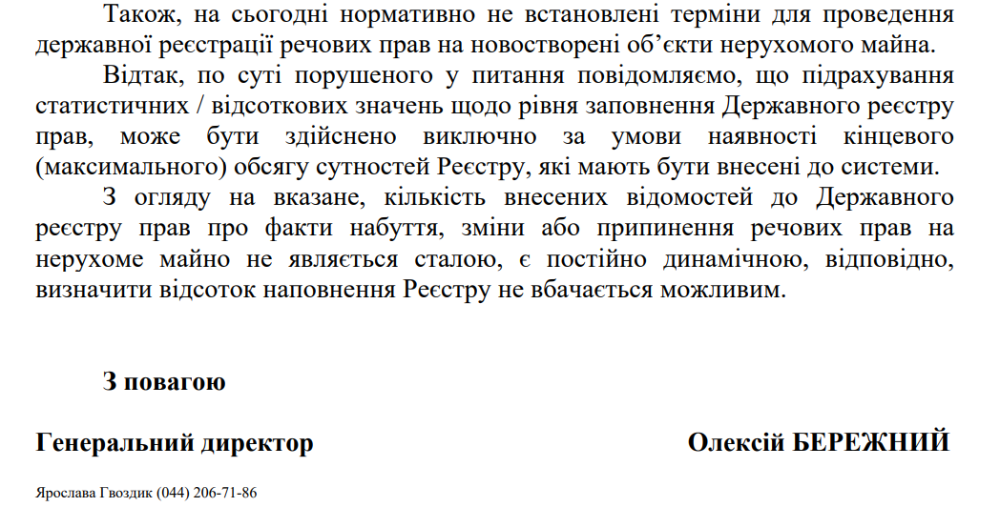 Також, на сьогодні нормативно не встановлені терміни для проведення
державної реєстрації речових прав на новостворені об’єкти нерухомого майна.
Відтак, по суті порушеного у питання повідомляємо, що підрахування
статистичних / відсоткових значень щодо рівня заповнення Державного реєстру
прав, може бути здійснено виключно за умови наявності кінцевого
(максимального) обсягу сутностей Реєстру, які мають бути внесені до системи.
З огляду на вказане, кількість внесених відомостей до Державного
реєстру прав про факти набуття, зміни або припинення речових прав на
нерухоме майно не являється сталою, є постійно динамічною, відповідно,
визначити відсоток наповнення Реєстру не вбачається можливим.
З повагою
Генеральний директор Олексій БЕРЕЖНИЙ
Ярослава Гвоздик (044) 206-71-86